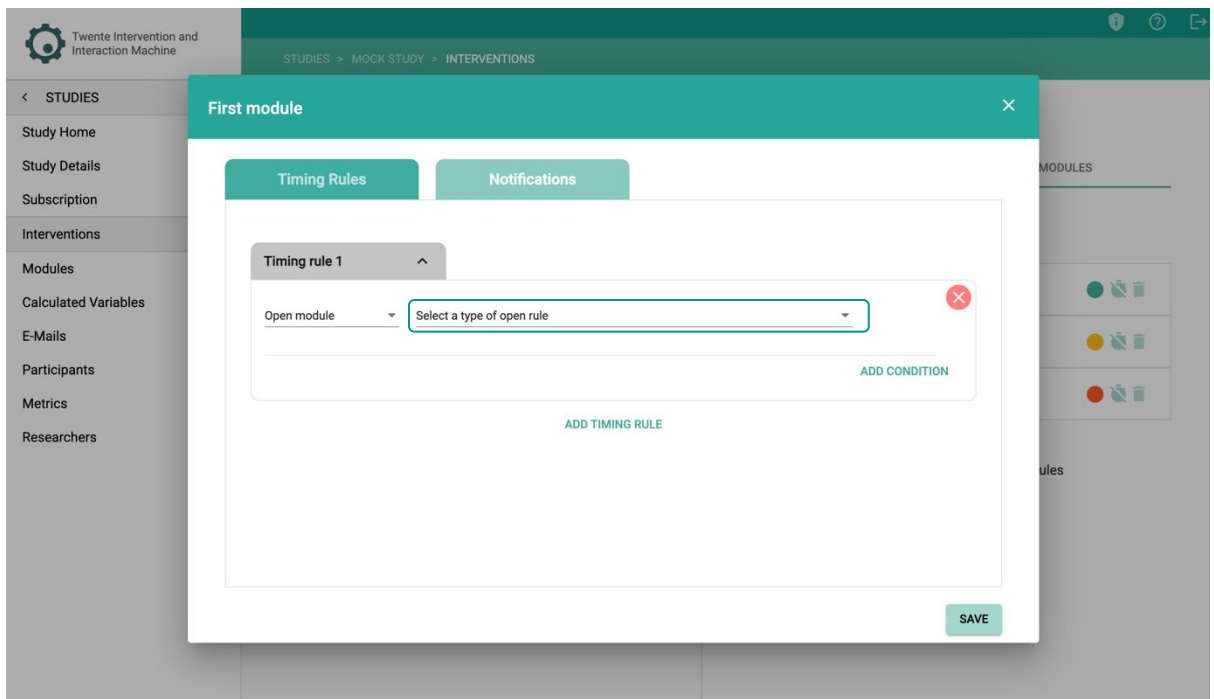 Twente Intervention and
Interaction Machine
STUDIES > MOCK STUDY > INTERVENTIONS
< STUDIES
Study Home
Study Details
Subscription
Interventions
Modules
Calculated Variables
E-Mails
Participants
Metrics
Researchers
First module
Timing Rules
Notifications
Timing rule 1
Open module
Select a type of open rule
ADD CONDITION
ADD TIMING RULE
SAVE
MODULES
ules